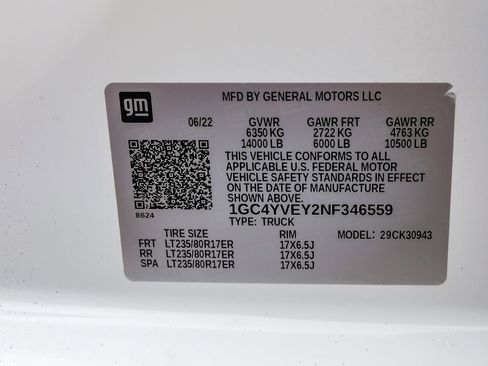 gm
MFD BY GENERAL MOTORS LLC
06/22 GVWR GAWR FRT GAWR RR
6350 KG 2722 KG 4763 KG
14000 LB 6000 LB 10500 LB
THIS VEHICLE CONFORMS TO ALL
APPLICABLE U.S. FEDERAL MOTOR
VEHICLE SAFETY STANDARDS IN EFFECT
ON THE DATE OF MANUFACTURE
SHOWN ABOVE.
8624
1GC4YVEY2NF346559
TYPE: TRUCK
TIRE SIZE RIM MODEL: 29CK30943
FRT LT235/80R17ER 17X6.5J
RR LT235/80R17ER 17X6.5J
SPA LT235/80R17ER 17X6.5J